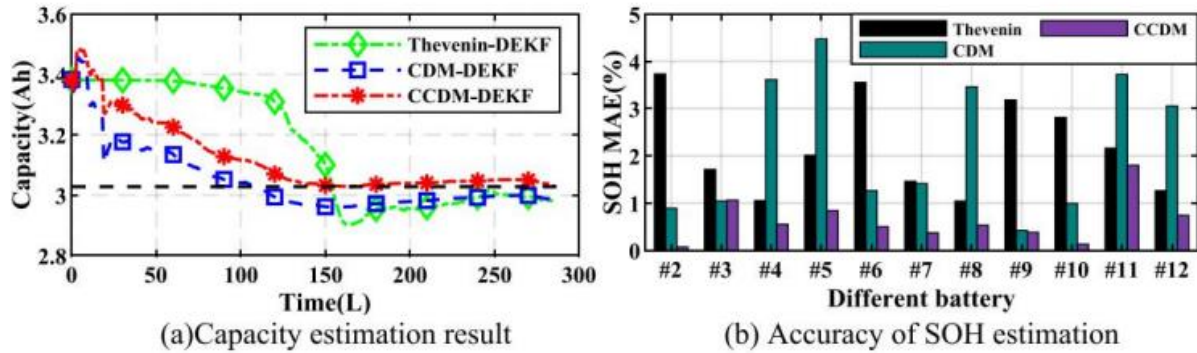 3.6
3.4
3.2
3.0
2.8
Capacity(Ah)
Thevenin-DEKF
CDM-DEKF
CCDM-DEKF
0 50 100 150 200 250 300
Time(L)
(a)Capacity estimation result
5
4
3
2
1
0
SOH MAE(%)
Thevenin CCDM
CDM
#2 #3 #4 #5 #6 #7 #8 #9 #10 #11 #12
Different battery
(b) Accuracy of SOH estimation